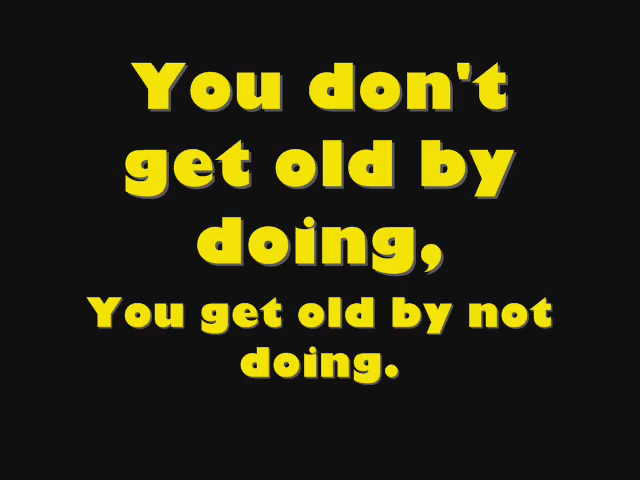 You don't
get old by
doing,
You get old by not
doing.